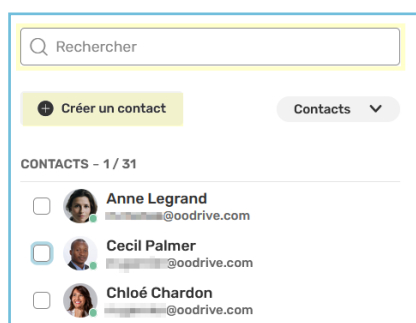 Rechercher
Créer un contact
Contacts
CONTACTS – 1 / 31
Anne Legrand
@oodrive.com
Cecil Palmer
@oodrive.com
Chloé Chardon
@oodrive.com